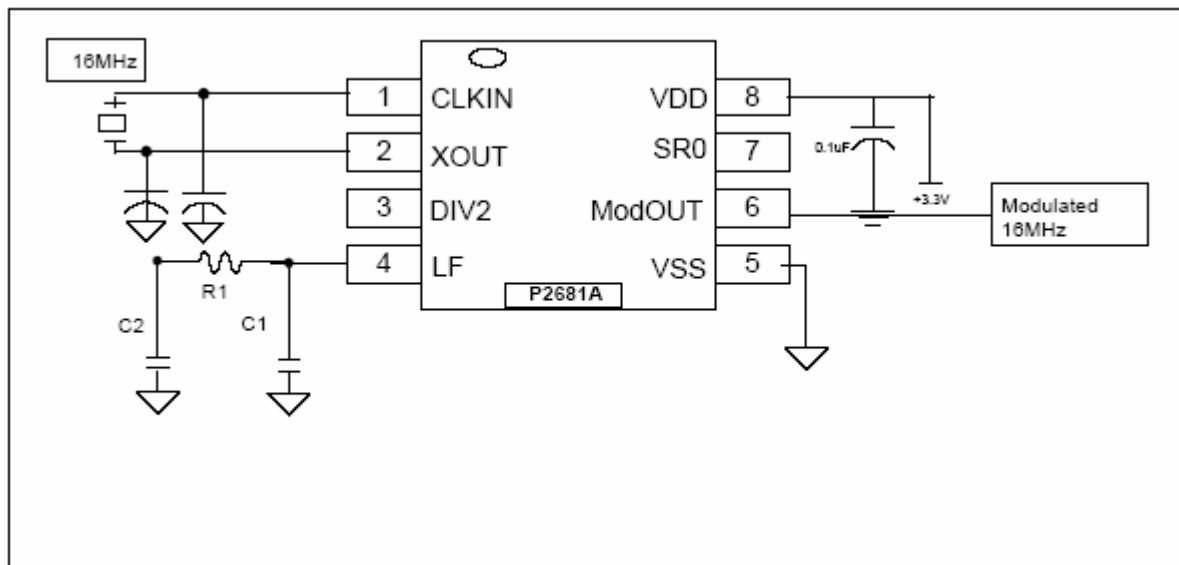 16MHz
1 CLKIN
2 XOUT
3 DIV2
4 LF
VDD 8
SR0 7
ModOUT 6
VSS 5
P2681A
R1
C2
C1
0.1uF
+3.3V
Modulated
16MHz